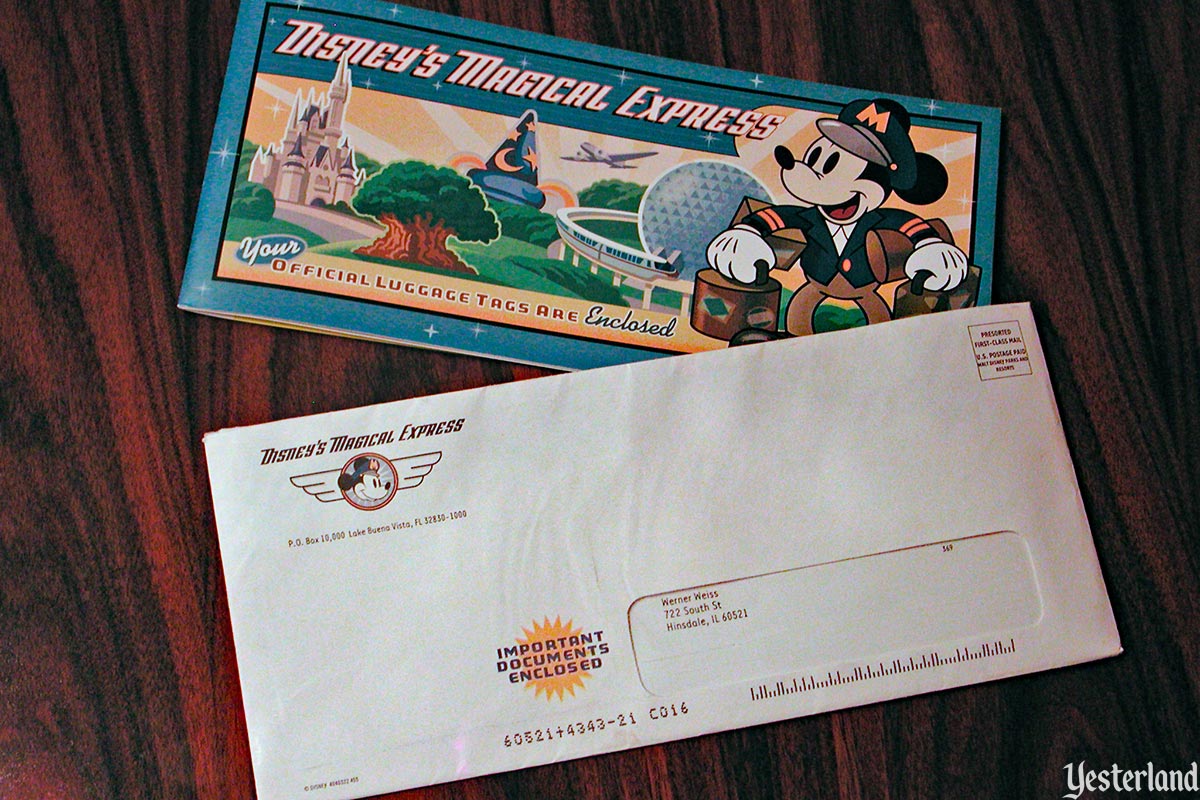 Disney's Magical Express
M
Your
Official Luggage Tags Are Enclosed
PRESORTED
FIRST-CLASS MAIL
U.S. POSTAGE PAID
WALT DISNEY PARKS AND
RESORTS
Disney's Magical Express
M
P.O. Box 10,000 Lake Buena Vista, FL 32830-1000
369
Werner Weiss
722 South St
Hinsdale, IL 60521
IMPORTANT
DOCUMENTS
ENCLOSED
60521+4343-21 C016
© DISNEY
Yesterland